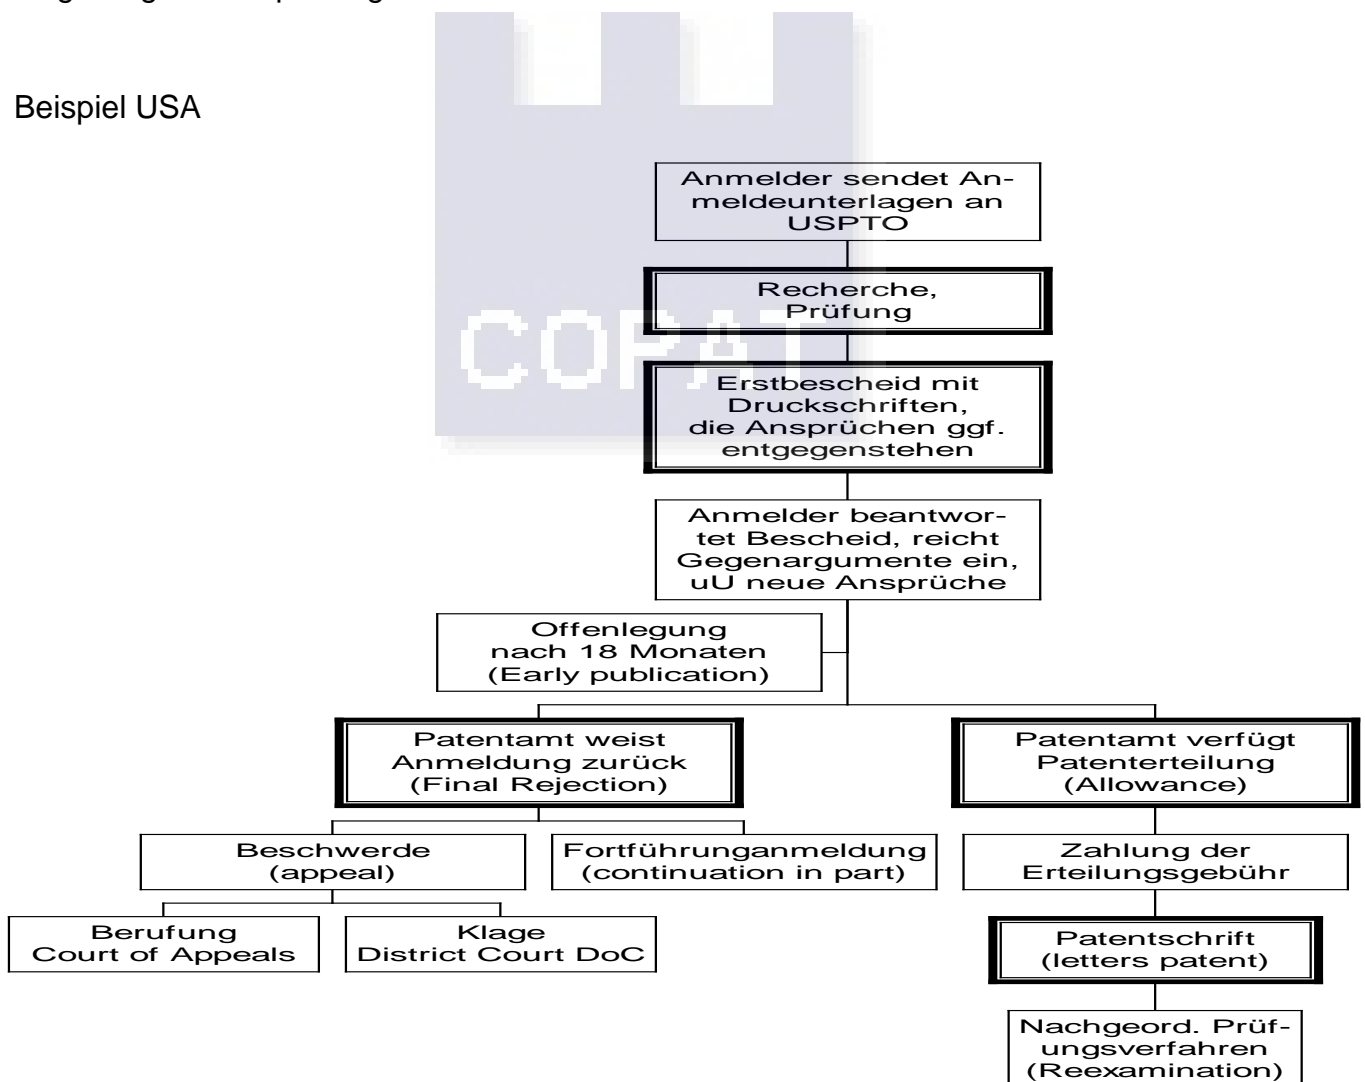 Beispiel USA
COPAT
Anmelder sendet An-
meldeunterlagen an
USPTO
Recherche,
Prüfung
Erstbescheid mit
Druckschriften,
die Ansprüchen ggf.
entgegenstehen
Anmelder beantwor-
tet Bescheid, reicht
Gegenargumente ein,
uU neue Ansprüche
Offenlegung
nach 18 Monaten
(Early publication)
Patentamt weist
Anmeldung zurück
(Final Rejection)
Patentamt verfügt
Patenterteilung
(Allowance)
Beschwerde
(appeal)
Fortführunganmeldung
(continuation in part)
Zahlung der
Erteilungsgebühr
Berufung
Court of Appeals
Klage
District Court DoC
Patentschrift
(letters patent)
Nachgeord. Prüf-
ungsverfahren
(Reexamination)